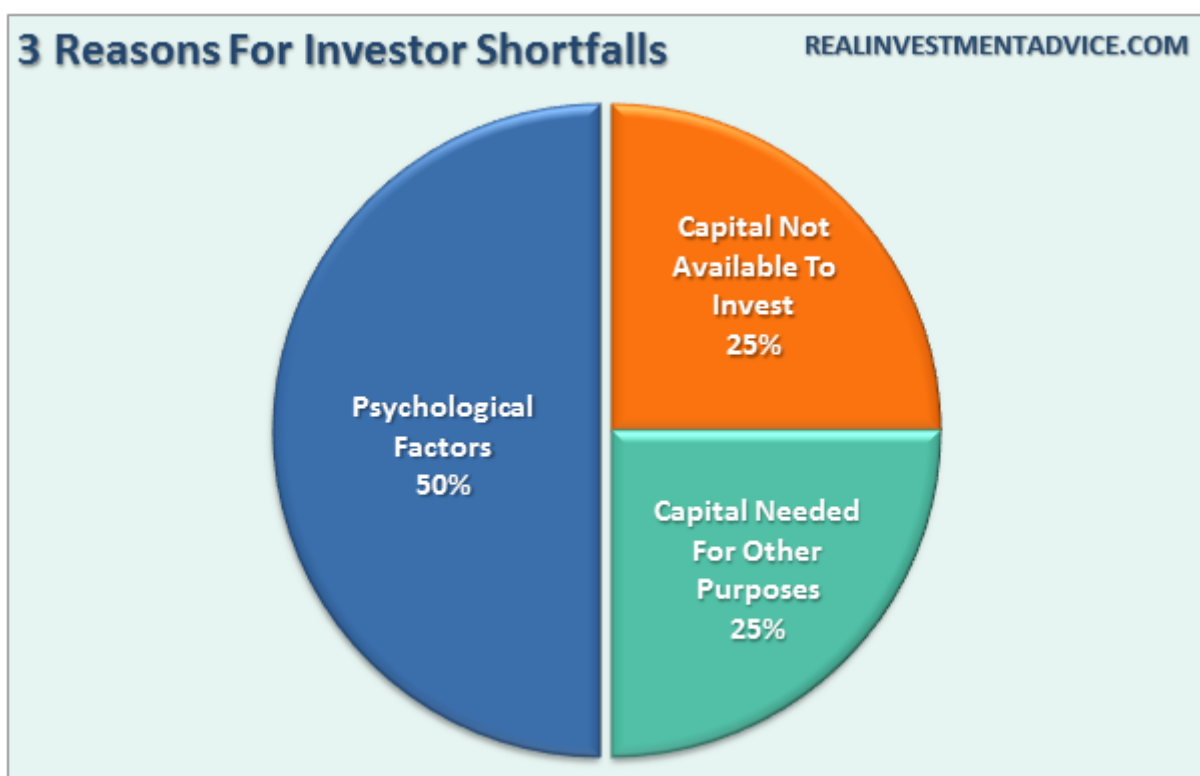 3 Reasons For Investor Shortfalls
REALINVESTMENTADVICE.COM
Psychological
Factors
50%
Capital Not
Available To
Invest
25%
Capital Needed
For Other
Purposes
25%